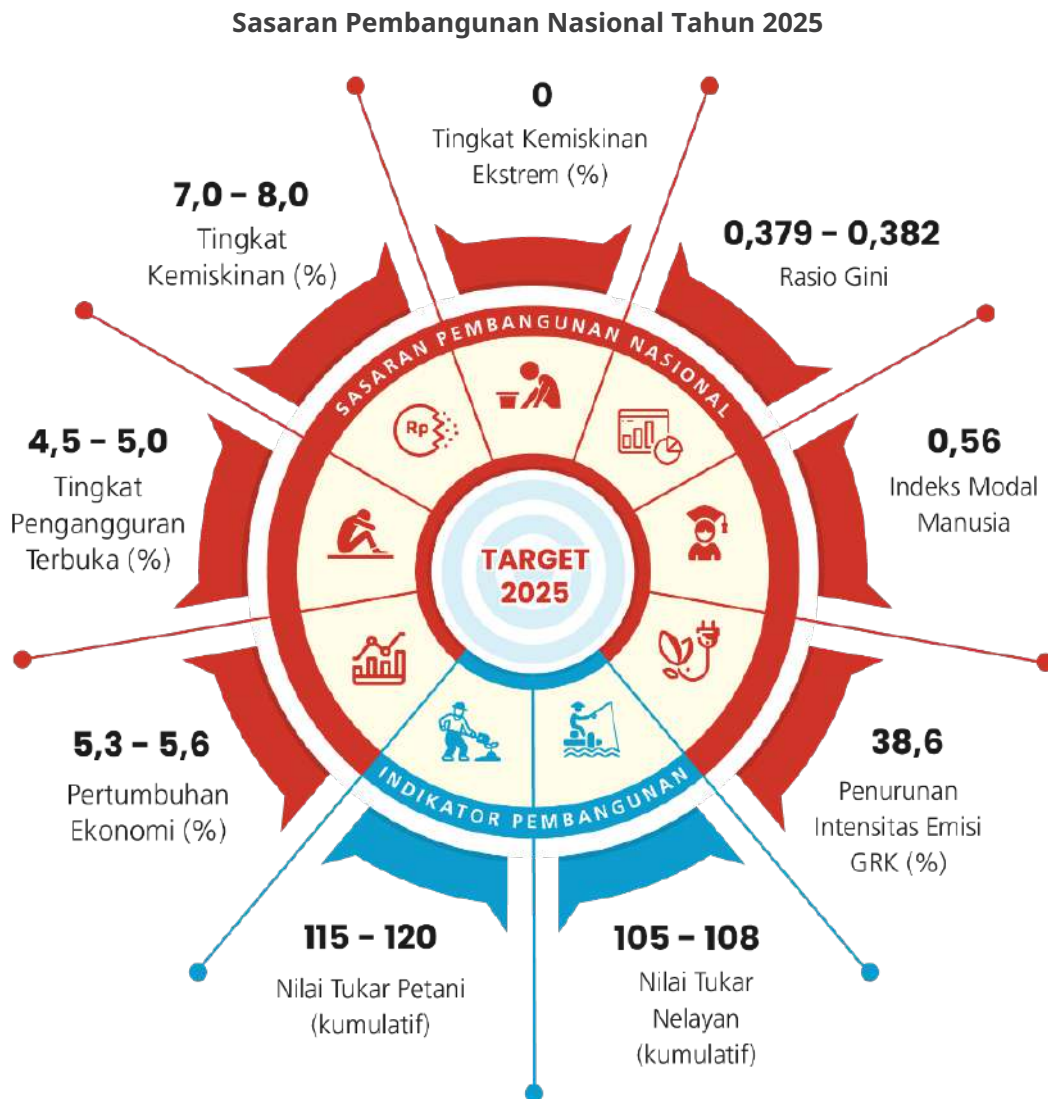 Sasaran Pembangunan Nasional Tahun 2025
0
Tingkat Kemiskinan
Ekstrem (%)
7,0 – 8,0
Tingkat
Kemiskinan (%)
0,379 – 0,382
Rasio Gini
SASARAN PEMBANGUNAN NASIONAL
Rp
4,5 – 5,0
Tingkat
Pengangguran
Terbuka (%)
0,56
Indeks Modal
Manusia
TARGET
2025
5,3 – 5,6
Pertumbuhan
Ekonomi (%)
38,6
Penurunan
Intensitas Emisi
GRK (%)
INDIKATOR PEMBANGUNAN
115 – 120
Nilai Tukar Petani
(kumulatif)
105 – 108
Nilai Tukar
Nelayan
(kumulatif)